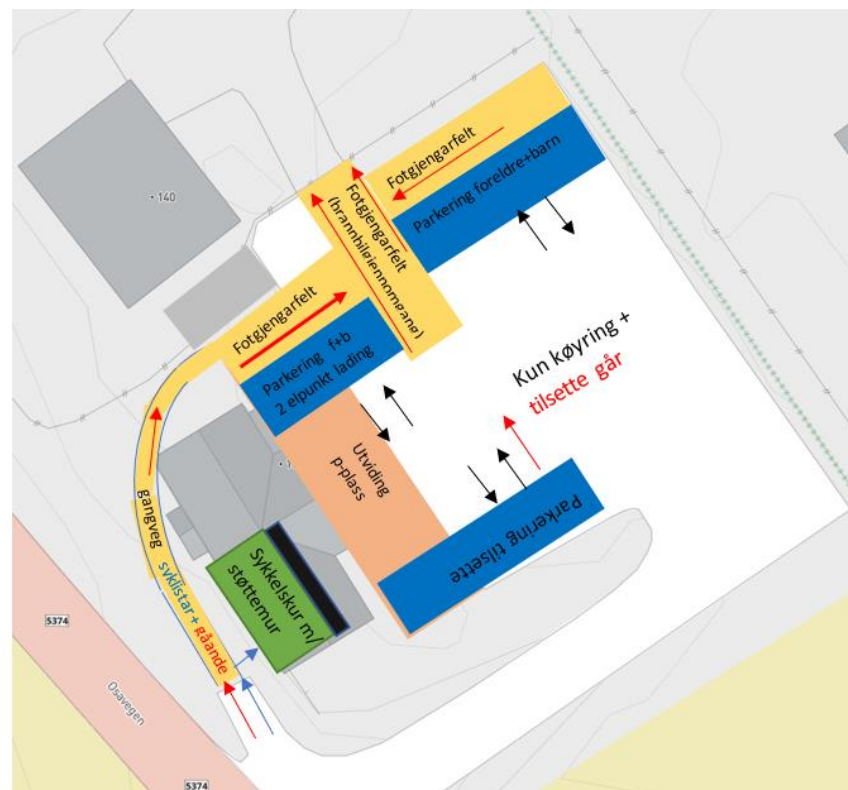 Fotgjengarfelt
Parkering foreldre+barn
Fotgjengarfelt
(brannbilgjennomgang)
• 140
Fotgjengarfelt
Parkering f+b
2 elpunkt lading
Kun køyring +
tilsette går
Utviding
p-plass
Parkering tilsette
gangveg
syklistar +
gåande
Sykkelskur m/
støttemur
5374
Osavegen
5374